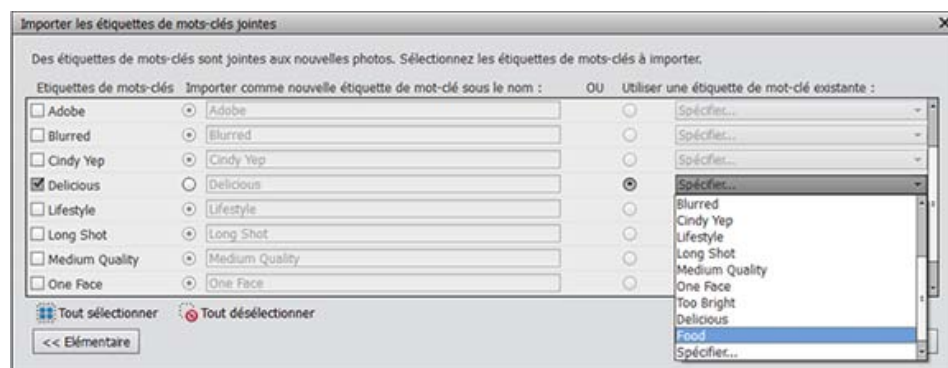 Importer les étiquettes de mots-clés jointes
Des étiquettes de mots-clés sont jointes aux nouvelles photos. Sélectionnez les étiquettes de mots-clés à importer.
Etiquettes de mots-clés Importer comme nouvelle étiquette de mot-clé sous le nom : OU Utiliser une étiquette de mot-clé existante :
Adobe Adobe Spécifier...
Blurred Blurred Spécifier...
Cindy Yep Cindy Yep Spécifier...
Delicious Delicious Spécifier...
Lifestyle Lifestyle
Long Shot Long Shot
Medium Quality Medium Quality
One Face One Face
Blurred
Cindy Yep
Lifestyle
Long Shot
Medium Quality
One Face
Too Bright
Delicious
Food
Spécifier...
Tout sélectionner Tout désélectionner
<< Elémentaire